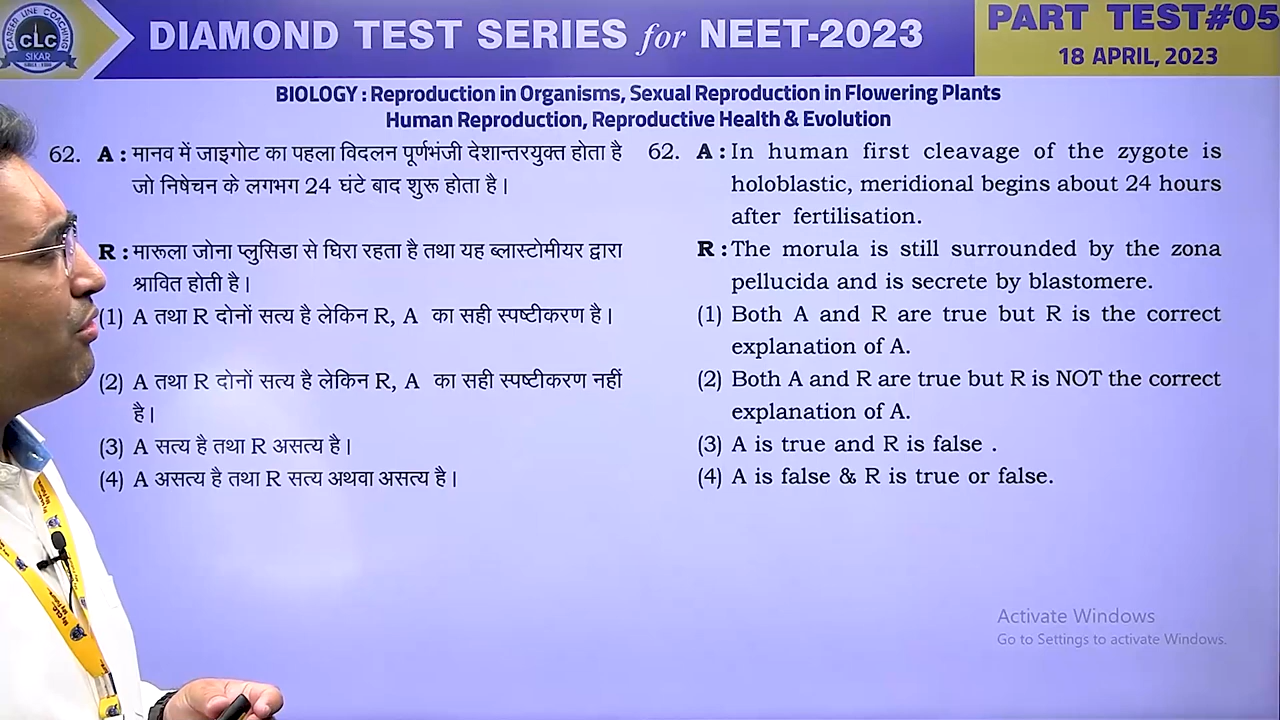 CAREER LINE COACHING
CLC
SIKAR
DIAMOND TEST SERIES for NEET-2023
PART TEST#05
18 APRIL, 2023
BIOLOGY : Reproduction in Organisms, Sexual Reproduction in Flowering Plants
Human Reproduction, Reproductive Health & Evolution
62. A : मानव में जाइगोट का पहला विदलन पूर्णभंजी देशान्तरयुक्त होता है
जो निषेचन के लगभग 24 घंटे बाद शुरू होता है।
R : मारूला जोना प्लुसिडा से घिरा रहता है तथा यह ब्लास्टोमीयर द्वारा
श्रावित होती है।
(1) A तथा R दोनों सत्य है लेकिन R, A का सही स्पष्टीकरण है।
(2) A तथा R दोनों सत्य है लेकिन R, A का सही स्पष्टीकरण नहीं
है।
(3) A सत्य है तथा R असत्य है।
(4) A असत्य है तथा R सत्य अथवा असत्य है।
62. A : In human first cleavage of the zygote is
holoblastic, meridional begins about 24 hours
after fertilisation.
R : The morula is still surrounded by the zona
pellucida and is secrete by blastomere.
(1) Both A and R are true but R is the correct
explanation of A.
(2) Both A and R are true but R is NOT the correct
explanation of A.
(3) A is true and R is false .
(4) A is false & R is true or false.
Activate Windows
Go to Settings to activate Windows.